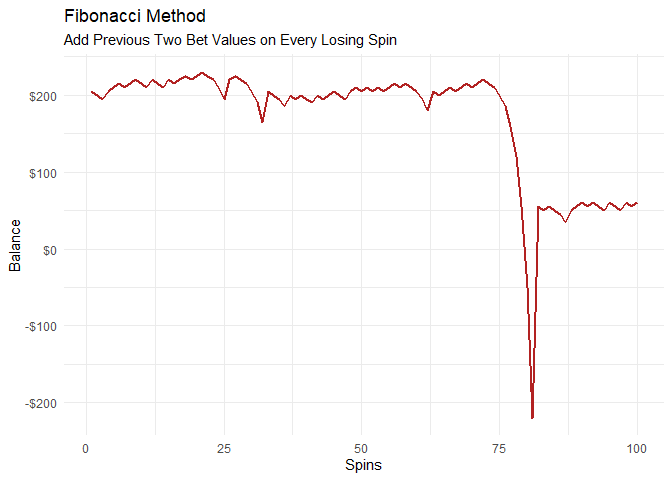 Fibonacci Method
Add Previous Two Bet Values on Every Losing Spin
$200
$100
$0
-$100
-$200
Balance
0 25 50 75 100
Spins